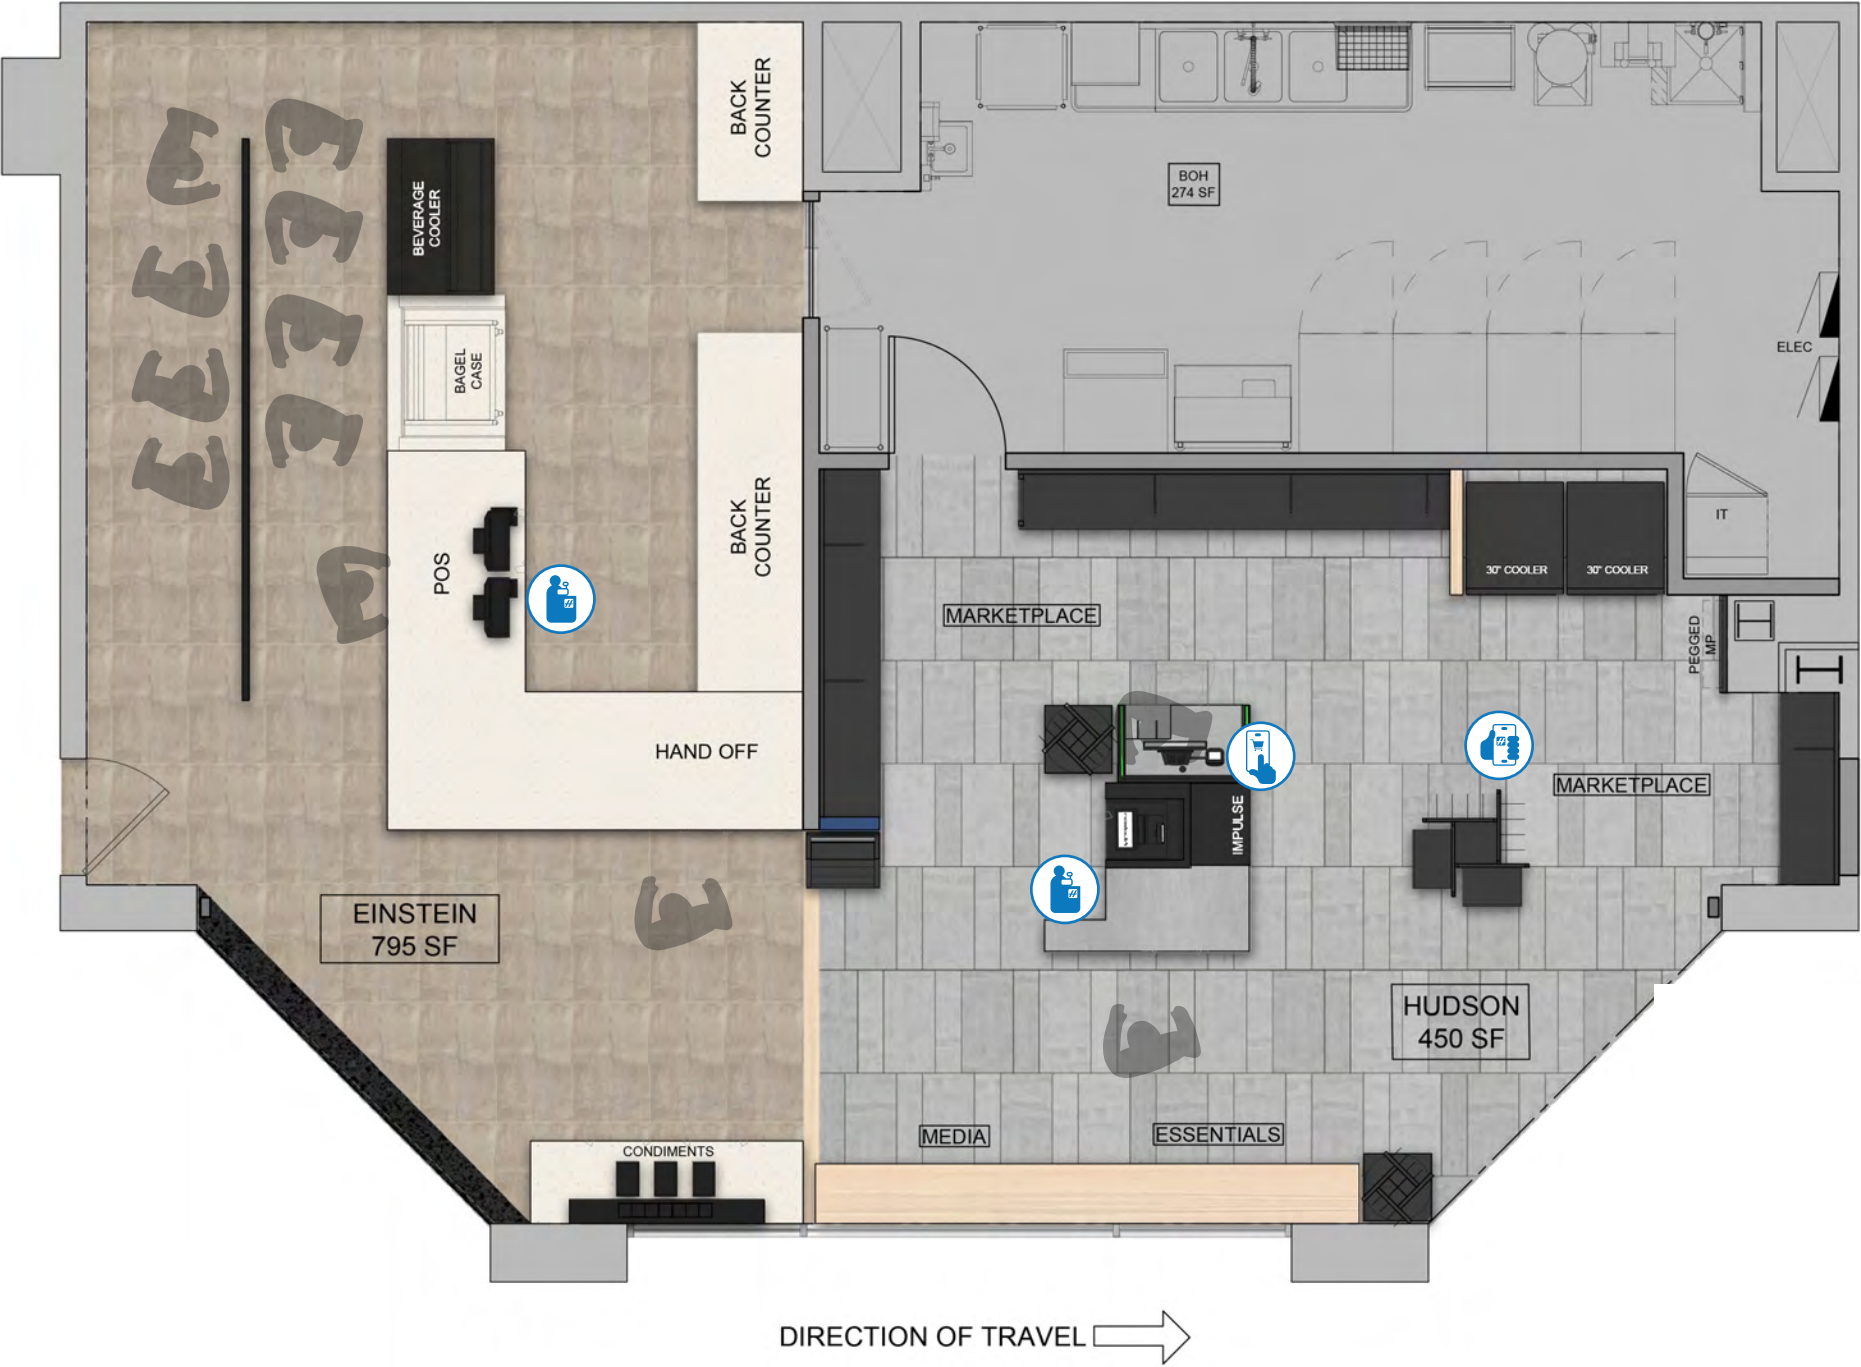 BACK
COUNTER
BEVERAGE
COOLER
BOH
274 SF
BAGEL
CASE
ELEC
BACK
COUNTER
POS
IT
30" COOLER
30" COOLER
MARKETPLACE
PEGGED
MP
HAND OFF
IMPULSE
MARKETPLACE
EINSTEIN
795 SF
HUDSON
450 SF
MEDIA
ESSENTIALS
CONDIMENTS
DIRECTION OF TRAVEL